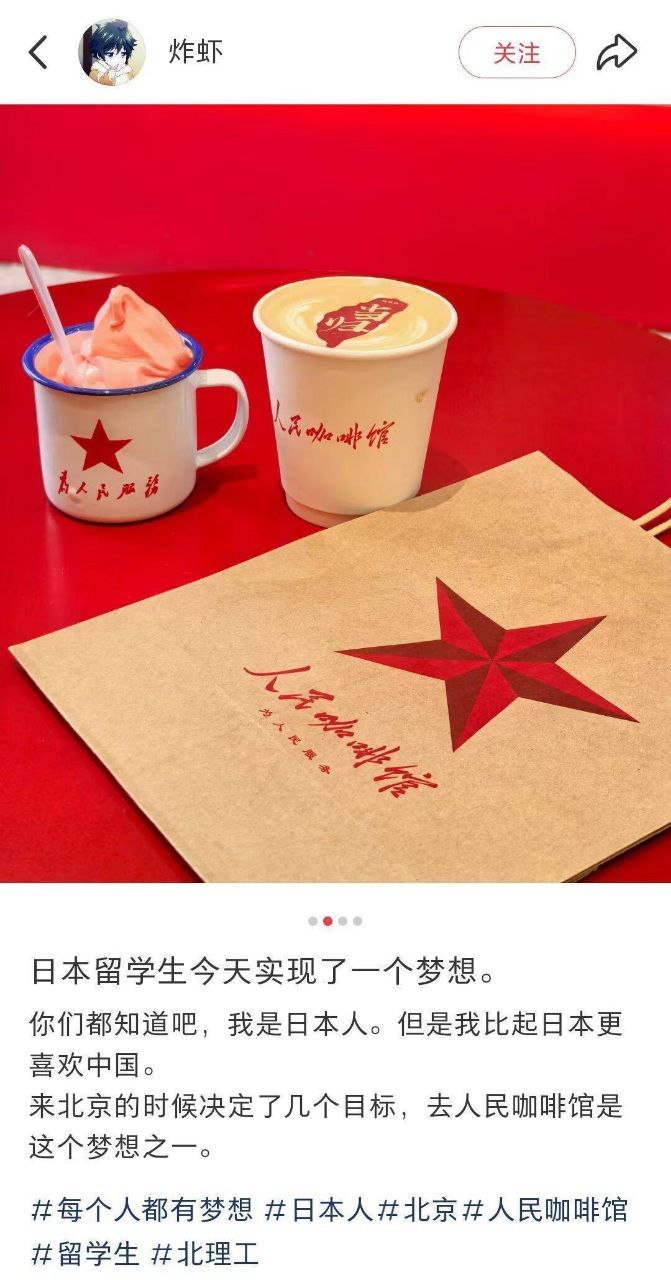 炸虾
关注
当归
人民咖啡馆
为人民服务
人民咖啡馆
为人民服务
日本留学生今天实现了一个梦想。
你们都知道吧，我是日本人。但是我比起日本更
喜欢中国。
来北京的时候决定了几个目标，去人民咖啡馆是
这个梦想之一。
#每个人都有梦想 #日本人#北京#人民咖啡馆
#留学生 #北理工